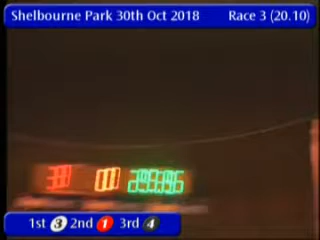 Shelbourne Park 30th Oct 2018 Race 3 (20.10)
1st 3 2nd 1 3rd 4